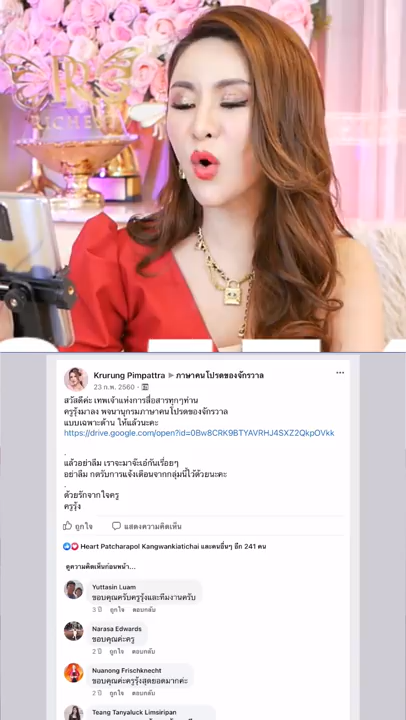 Krurung Pimpattra ▶ ภาษาคนโปรดของจักรวาล
23 ก.พ. 2560 ·
สวัสดีค่ะ เทพเจ้าแห่งการสื่อสารทุกๆท่าน
ครูรุ้งมาลง พจนานุกรมภาษาคนโปรดของจักรวาล
แบบเฉพาะด้าน ให้แล้วนะคะ
https://drive.google.com/open?id=0Bw8CRK9BTYAVRHJ4SXZ2QkpOVkk
.
แล้วอย่าลืม เราจะมาจ๊ะเอ๋กันเรื่อยๆ
อย่าลืม กดรับการแจ้งเตือนจากกลุ่มนี้ไว้ด้วยนะคะ
.
ด้วยรักจากใจครู
ครูรุ้ง
ถูกใจ แสดงความคิดเห็น
Heart Patcharapol Kangwankiatichai และคนอื่นๆ อีก 241 คน
ดูความคิดเห็นก่อนหน้า...
Yuttasin Luam
ขอบคุณครับครูรุ้งและทีมงานครับ
3 ปี ถูกใจ ตอบกลับ
Narasa Edwards
ขอบคุณค่ะครู
2 ปี ถูกใจ ตอบกลับ
Nuanong Frischknecht
ขอบคุณค่ะครูรุ้งสุดยอดมากค่ะ
2 ปี ถูกใจ ตอบกลับ
Teang Tanyaluck Limsiripan